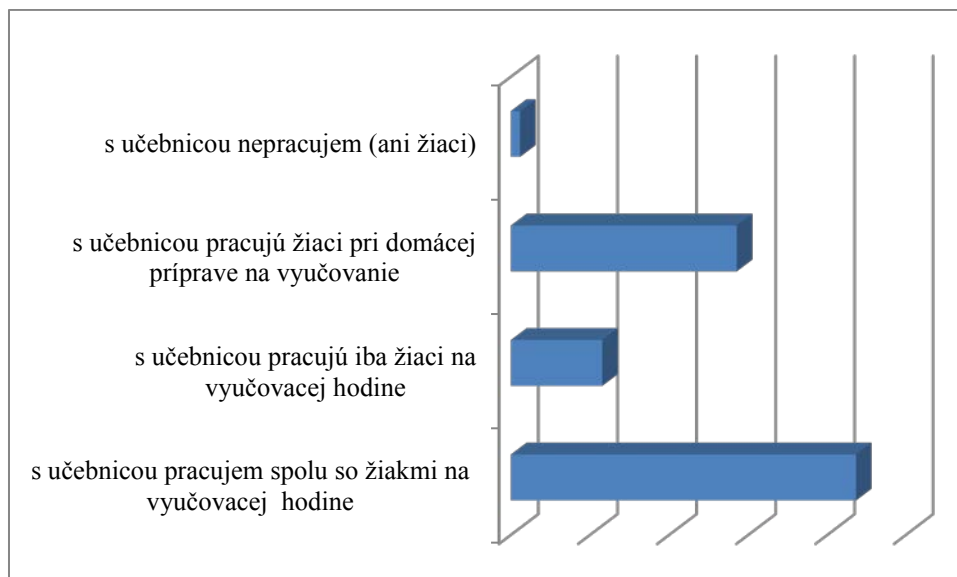 s učebnicou nepracujem (ani žiaci)
s učebnicou pracujú žiaci pri domácej
príprave na vyučovanie
s učebnicou pracujú iba žiaci na
vyučovacej hodine
s učebnicou pracujem spolu so žiakmi na
vyučovacej  hodine